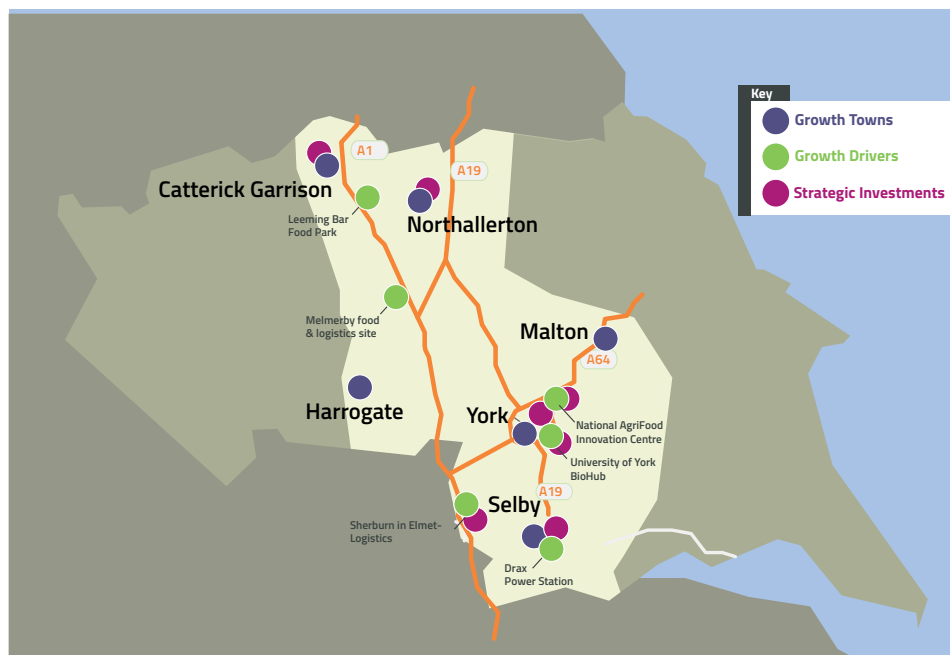 Key
Growth Towns
Growth Drivers
Strategic Investments
A1
A19
Catterick Garrison
Leeming Bar
Food Park
Northallerton
Melmerby food
& logistics site
Malton
A64
Harrogate
York
National AgriFood
Innovation Centre
University of York
BioHub
A19
Selby
Sherburn in Elmet-
Logistics
Drax
Power Station